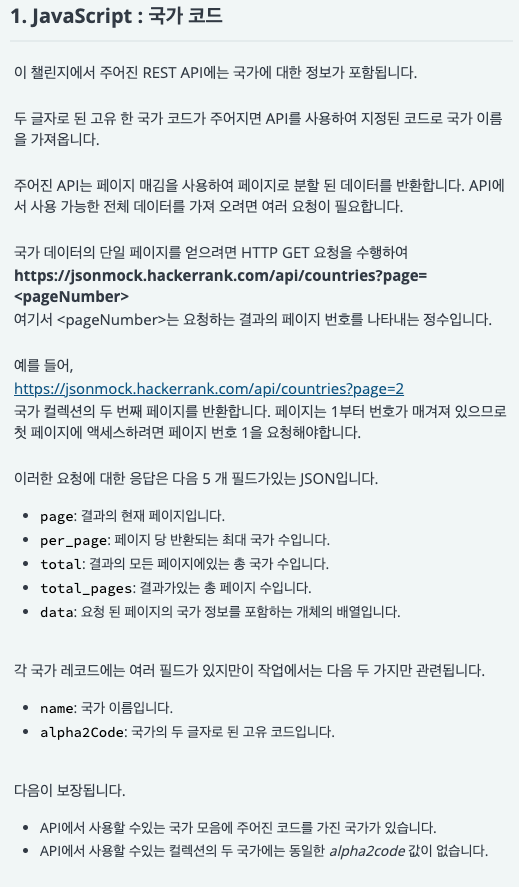 1. JavaScript : 국가 코드
이 챌린지에서 주어진 REST API에는 국가에 대한 정보가 포함됩니다.
두 글자로 된 고유 한 국가 코드가 주어지면 API를 사용하여 지정된 코드로 국가 이름
을 가져옵니다.
주어진 API는 페이지 매김을 사용하여 페이지로 분할 된 데이터를 반환합니다. API에
서 사용 가능한 전체 데이터를 가져 오려면 여러 요청이 필요합니다.
국가 데이터의 단일 페이지를 얻으려면 HTTP GET 요청을 수행하여
https://jsonmock.hackerrank.com/api/countries?page=
<pageNumber>
여기서 <pageNumber>는 요청하는 결과의 페이지 번호를 나타내는 정수입니다.
예를 들어,
https://jsonmock.hackerrank.com/api/countries?page=2
국가 컬렉션의 두 번째 페이지를 반환합니다. 페이지는 1부터 번호가 매겨져 있으므로
첫 페이지에 액세스하려면 페이지 번호 1을 요청해야합니다.
이러한 요청에 대한 응답은 다음 5 개 필드가있는 JSON입니다.
• page: 결과의 현재 페이지입니다.
• per_page: 페이지 당 반환되는 최대 국가 수입니다.
• total: 결과의 모든 페이지에있는 총 국가 수입니다.
• total_pages: 결과가있는 총 페이지 수입니다.
• data: 요청 된 페이지의 국가 정보를 포함하는 개체의 배열입니다.
각 국가 레코드에는 여러 필드가 있지만이 작업에서는 다음 두 가지만 관련됩니다.
• name: 국가 이름입니다.
• alpha2Code: 국가의 두 글자로 된 고유 코드입니다.
다음이 보장됩니다.
• API에서 사용할 수있는 국가 모음에 주어진 코드를 가진 국가가 있습니다.
• API에서 사용할 수있는 컬렉션의 두 국가에는 동일한 alpha2code 값이 없습니다.